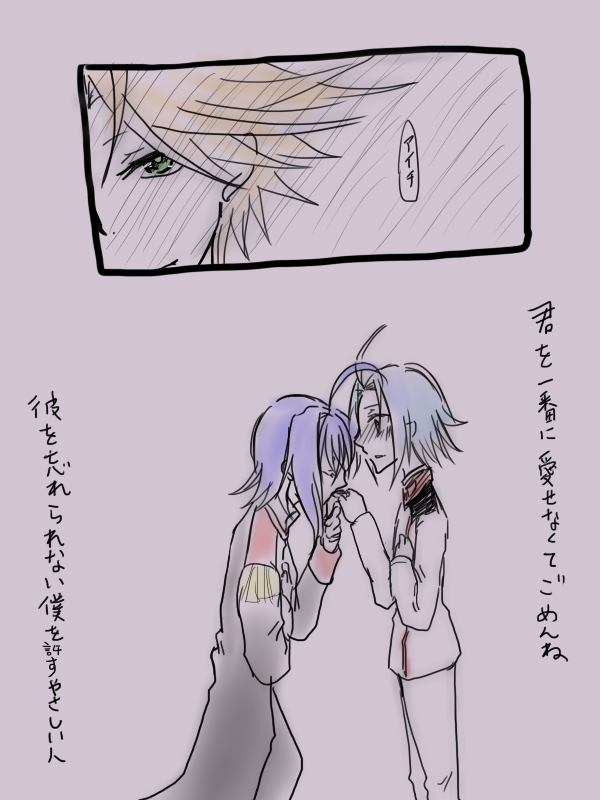 アイチ
君を一番に愛せなくてごめんね
彼を忘れられない僕を許すやさしい人